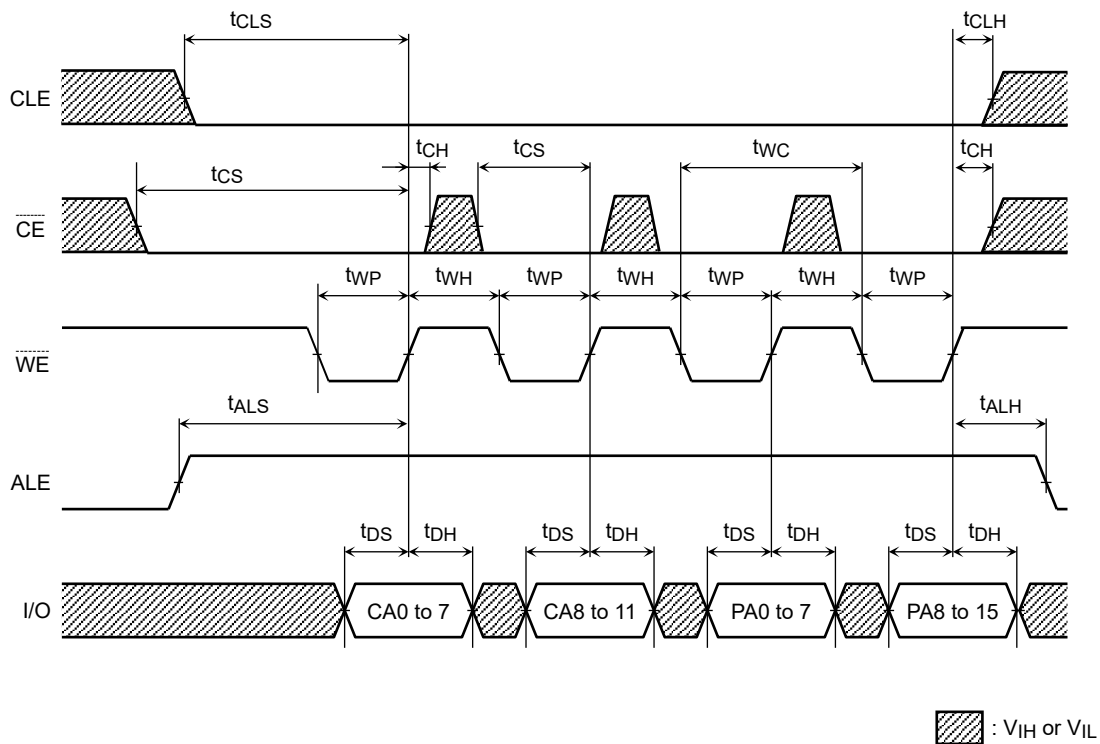 tCLS tCLH
CLE
tCH tCS tWC tCH
tCS
CE
tWP tWH tWP tWH tWP tWH tWP
WE
tALS tALH
ALE
tDS tDH tDS tDH tDS tDH tDS tDH
I/O CA0 to 7 CA8 to 11 PA0 to 7 PA8 to 15
: VIH or VIL